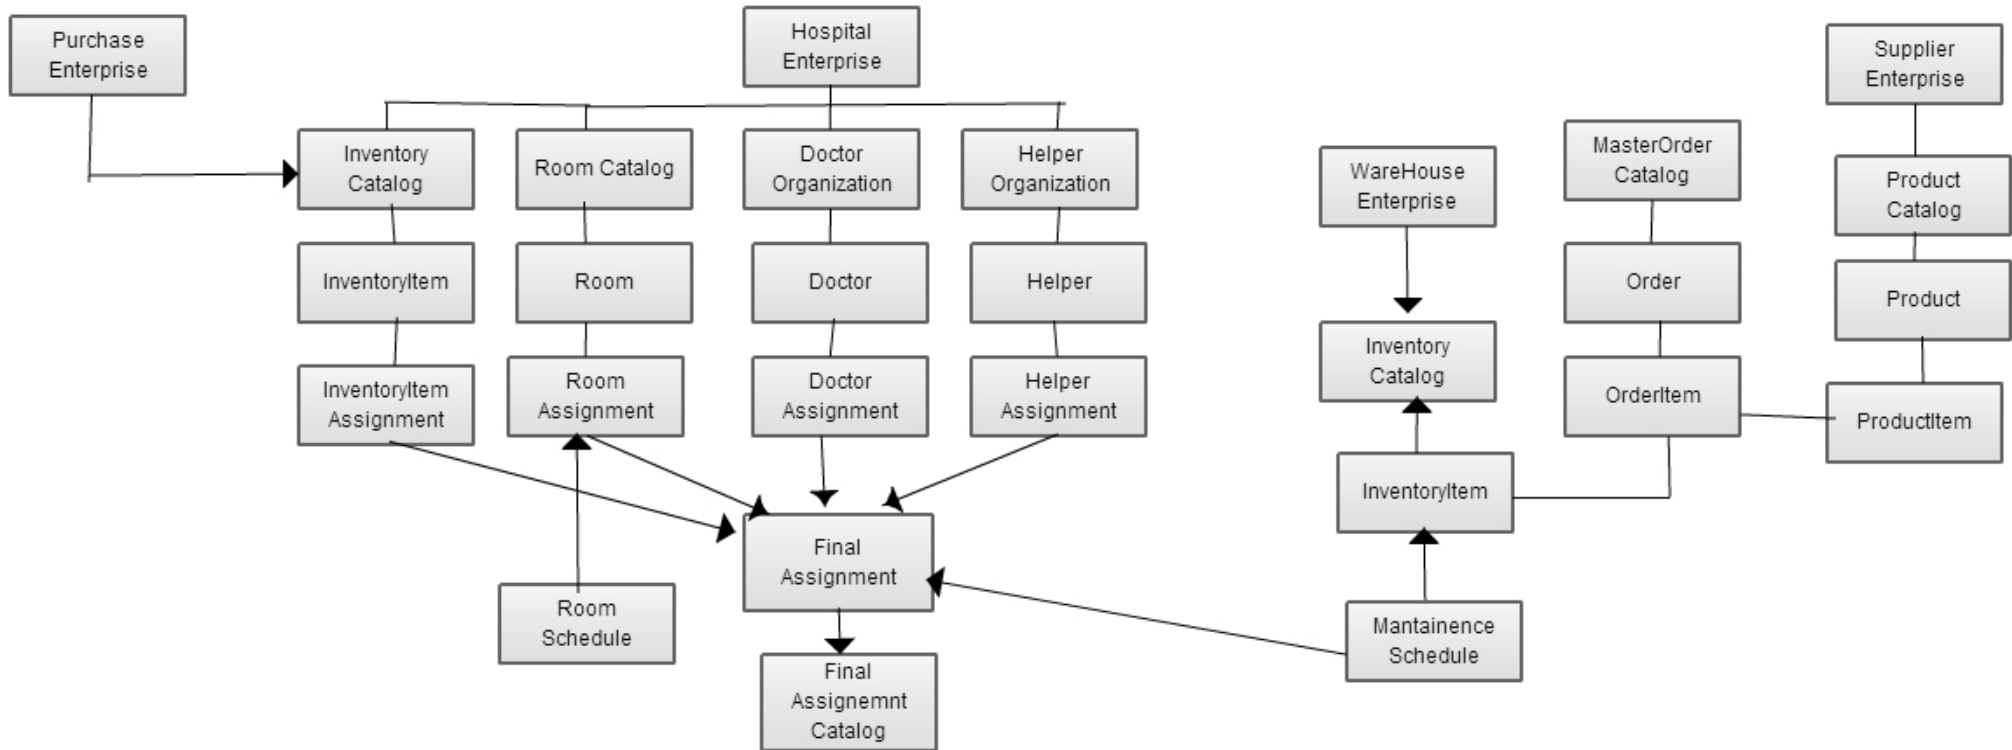 Purchase
Enterprise
Hospital
Enterprise
Supplier
Enterprise
Inventory
Catalog
Room Catalog
Doctor
Organization
Helper
Organization
WareHouse
Enterprise
MasterOrder
Catalog
Product
Catalog
InventoryItem
Room
Doctor
Helper
Order
Product
Inventory
Catalog
InventoryItem
Assignment
Room
Assignment
Doctor
Assignment
Helper
Assignment
OrderItem
ProductItem
InventoryItem
Final
Assignment
Room
Schedule
Mantainence
Schedule
Final
Assignemnt
Catalog